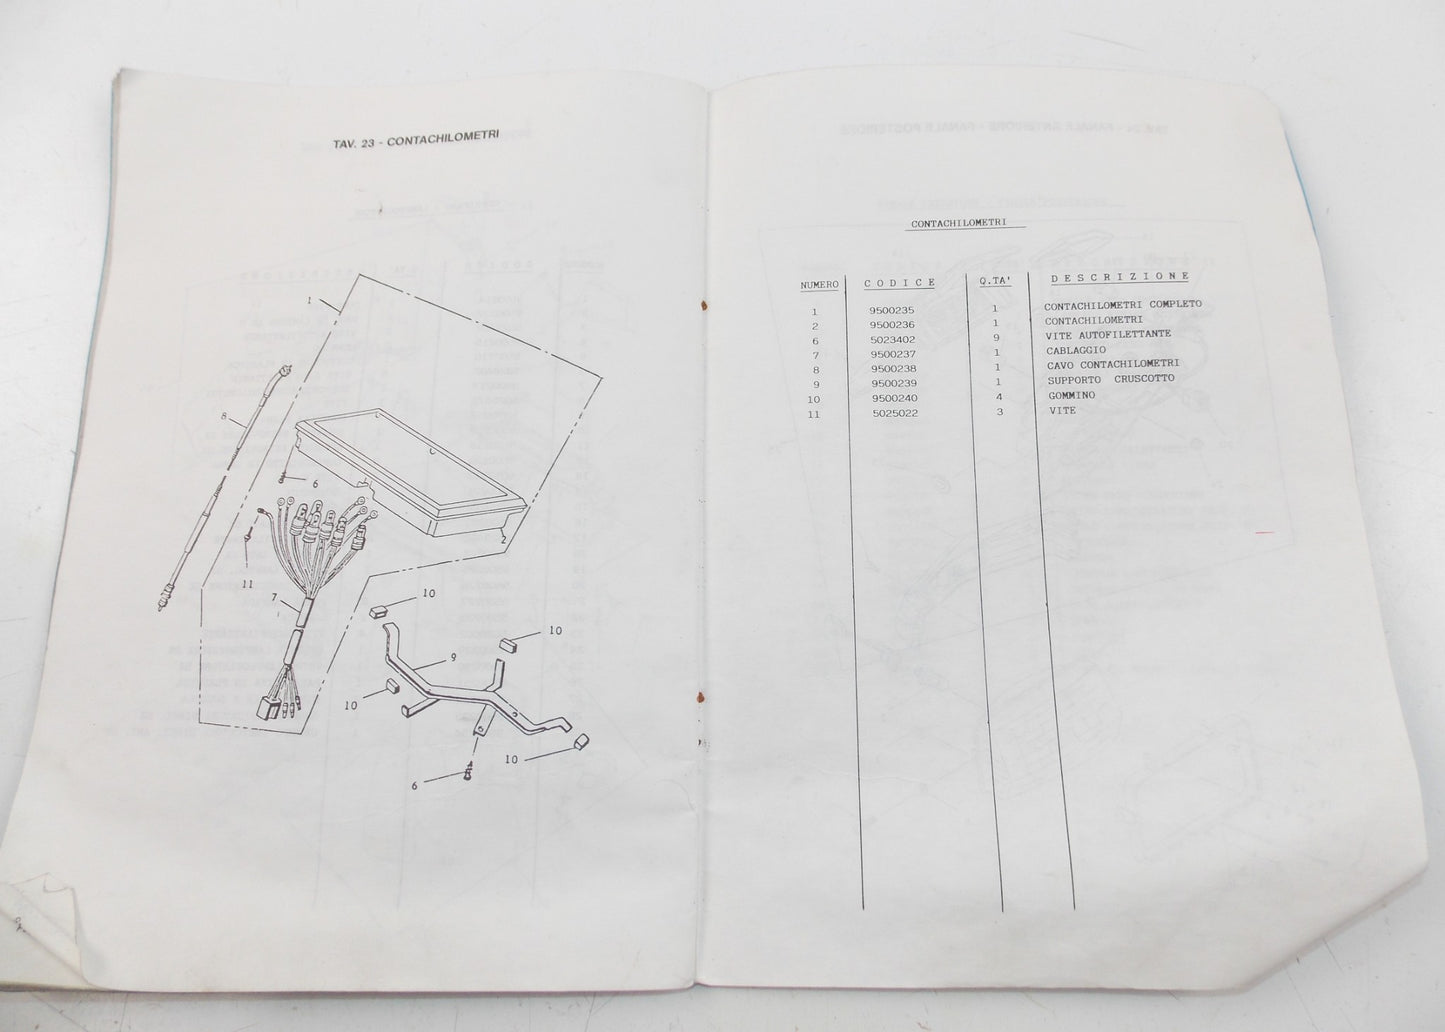 TAV. 23 - CONTACHILOMETRI
1
8
6
2
11
7
10
10
9
10
10
6
CONTACHILOMETRI
NUMERO CODICE Q.TA' DESCRIZIONE
1 9500235 1 CONTACHILOMETRI COMPLETO
2 9500236 1 CONTACHILOMETRI
6 5023402 9 VITE AUTOFILETTANTE
7 9500237 1 CABLAGGIO
8 9500238 1 CAVO CONTACHILOMETRI
9 9500239 1 SUPPORTO CRUSCOTTO
10 9500240 4 GOMMINO
11 5025022 3 VITE